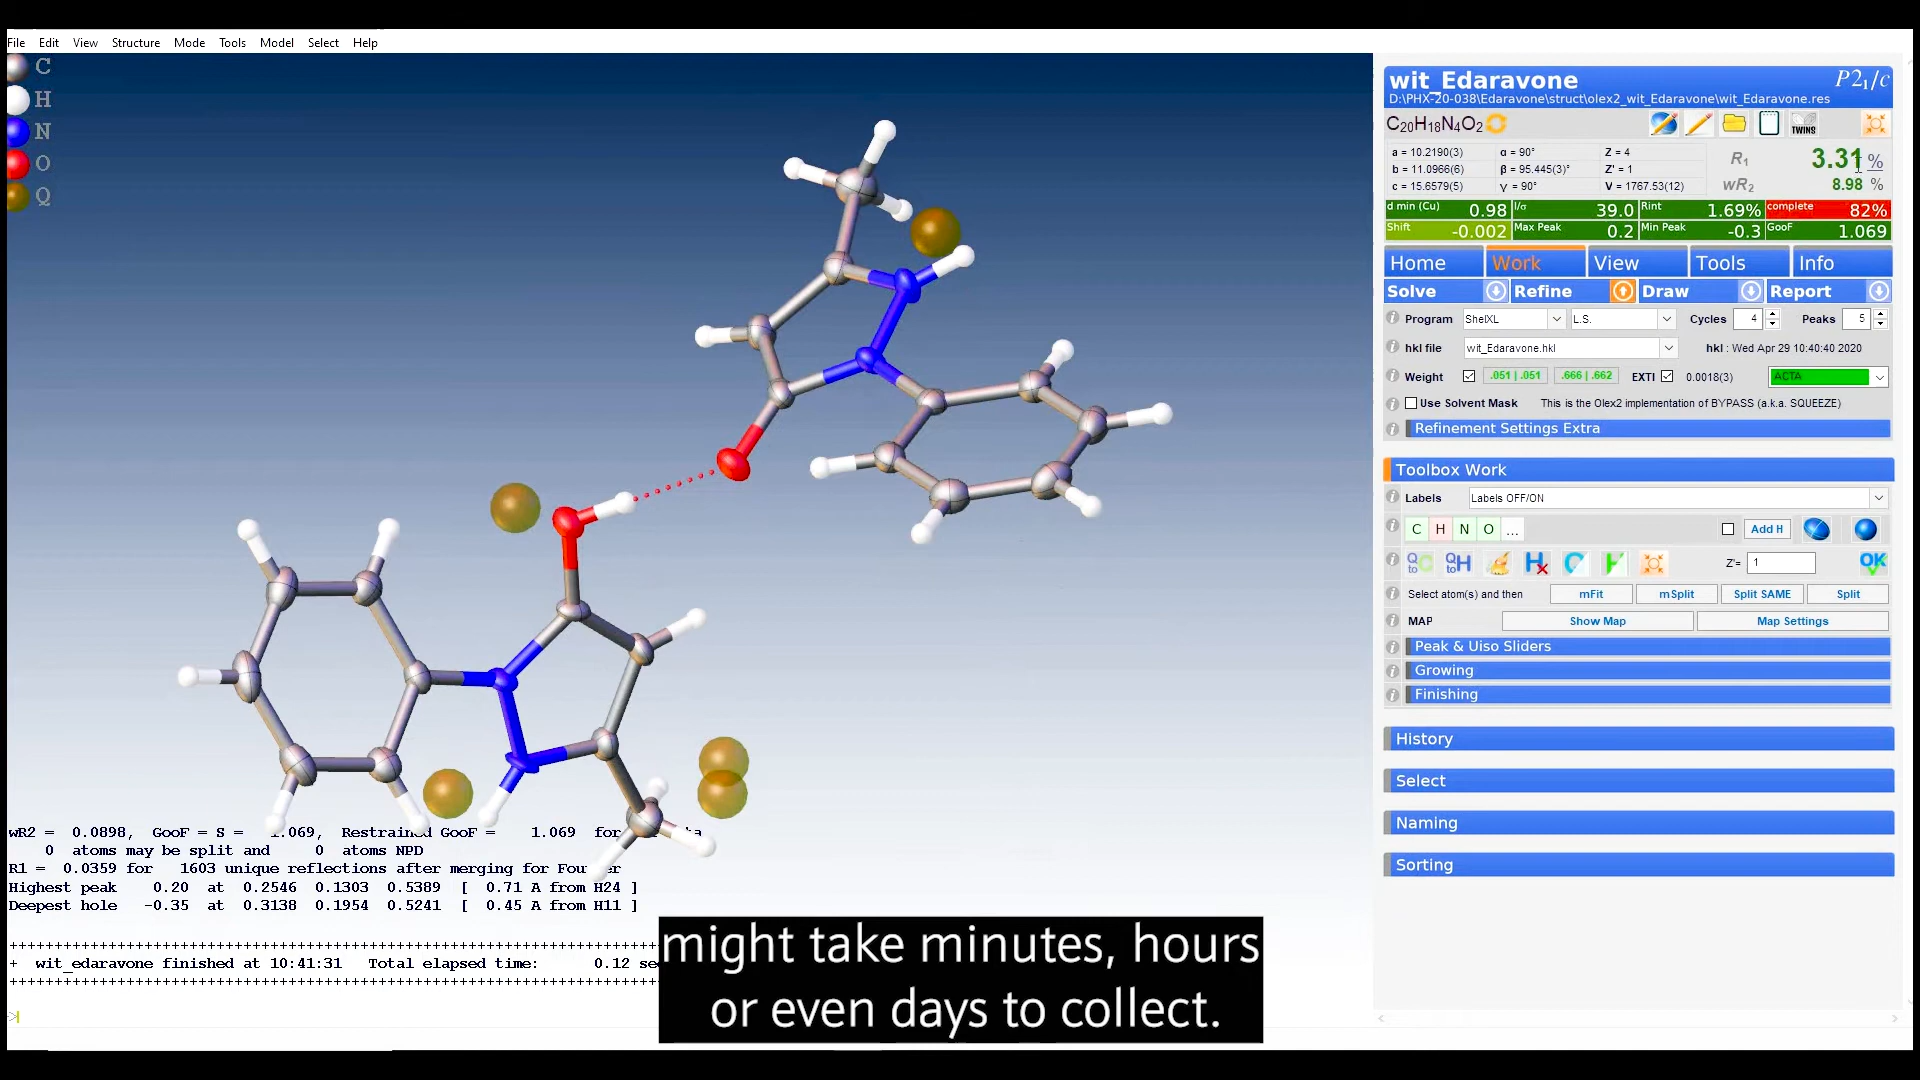 File Edit View Structure Mode Tools Model Select Help
C
H
N
O
Q
wit_Edaravone P2₁/c
D:\PHX-20-038\Edaravone\struct\olex2_wit_Edaravone\wit_Edaravone.res
C₂₀H₁₈N₄O₂ TWINS
a = 10.2190(3) α = 90° Z = 4 R₁ 3.31 %
b = 11.0966(6) β = 95.445(3)° Z' = 1
c = 15.6579(5) γ = 90° V = 1767.53(12) wR₂ 8.98 %
d min (Cu) 0.98 I/σ 39.0 Rint 1.69% complete 82%
Shift -0.002 Max Peak 0.2 Min Peak -0.3 GooF 1.069
Home Work View Tools Info
Solve Refine Draw Report
Program ShelXL L.S. Cycles 4 Peaks 5
hkl file wit_Edaravone.hkl hkl : Wed Apr 29 10:40:40 2020
Weight .051 | .051 .666 | .662 EXTI 0.0018(3) ACTA
Use Solvent Mask This is the Olex2 implementation of BYPASS (a.k.a. SQUEEZE)
Refinement Settings Extra
Toolbox Work
Labels Labels OFF/ON
C H N O ... Add H
Q to C Q to H H Z'= 1 OK
Select atom(s) and then mFit mSplit Split SAME Split
MAP Show Map Map Settings
Peak & Uiso Sliders
Growing
Finishing
History
Select
Naming
Sorting
wR2 = 0.0898, GooF = S = 1.069, Restrained GooF = 1.069 for
0 atoms may be split and 0 atoms NPD
R1 = 0.0359 for 1603 unique reflections after merging for Fourier
Highest peak 0.20 at 0.2546 0.1303 0.5389 [ 0.71 A from H24 ]
Deepest hole -0.35 at 0.3138 0.1954 0.5241 [ 0.45 A from H11 ]
+++++++++++++++++++++++++++++++++++++++++++++++++++++++++++++++++++++++++
+ wit_edaravone finished at 10:41:31 Total elapsed time: 0.12 sec
+++++++++++++++++++++++++++++++++++++++++++++++++++++++++++++++++++++++++
>>
might take minutes, hours
or even days to collect.